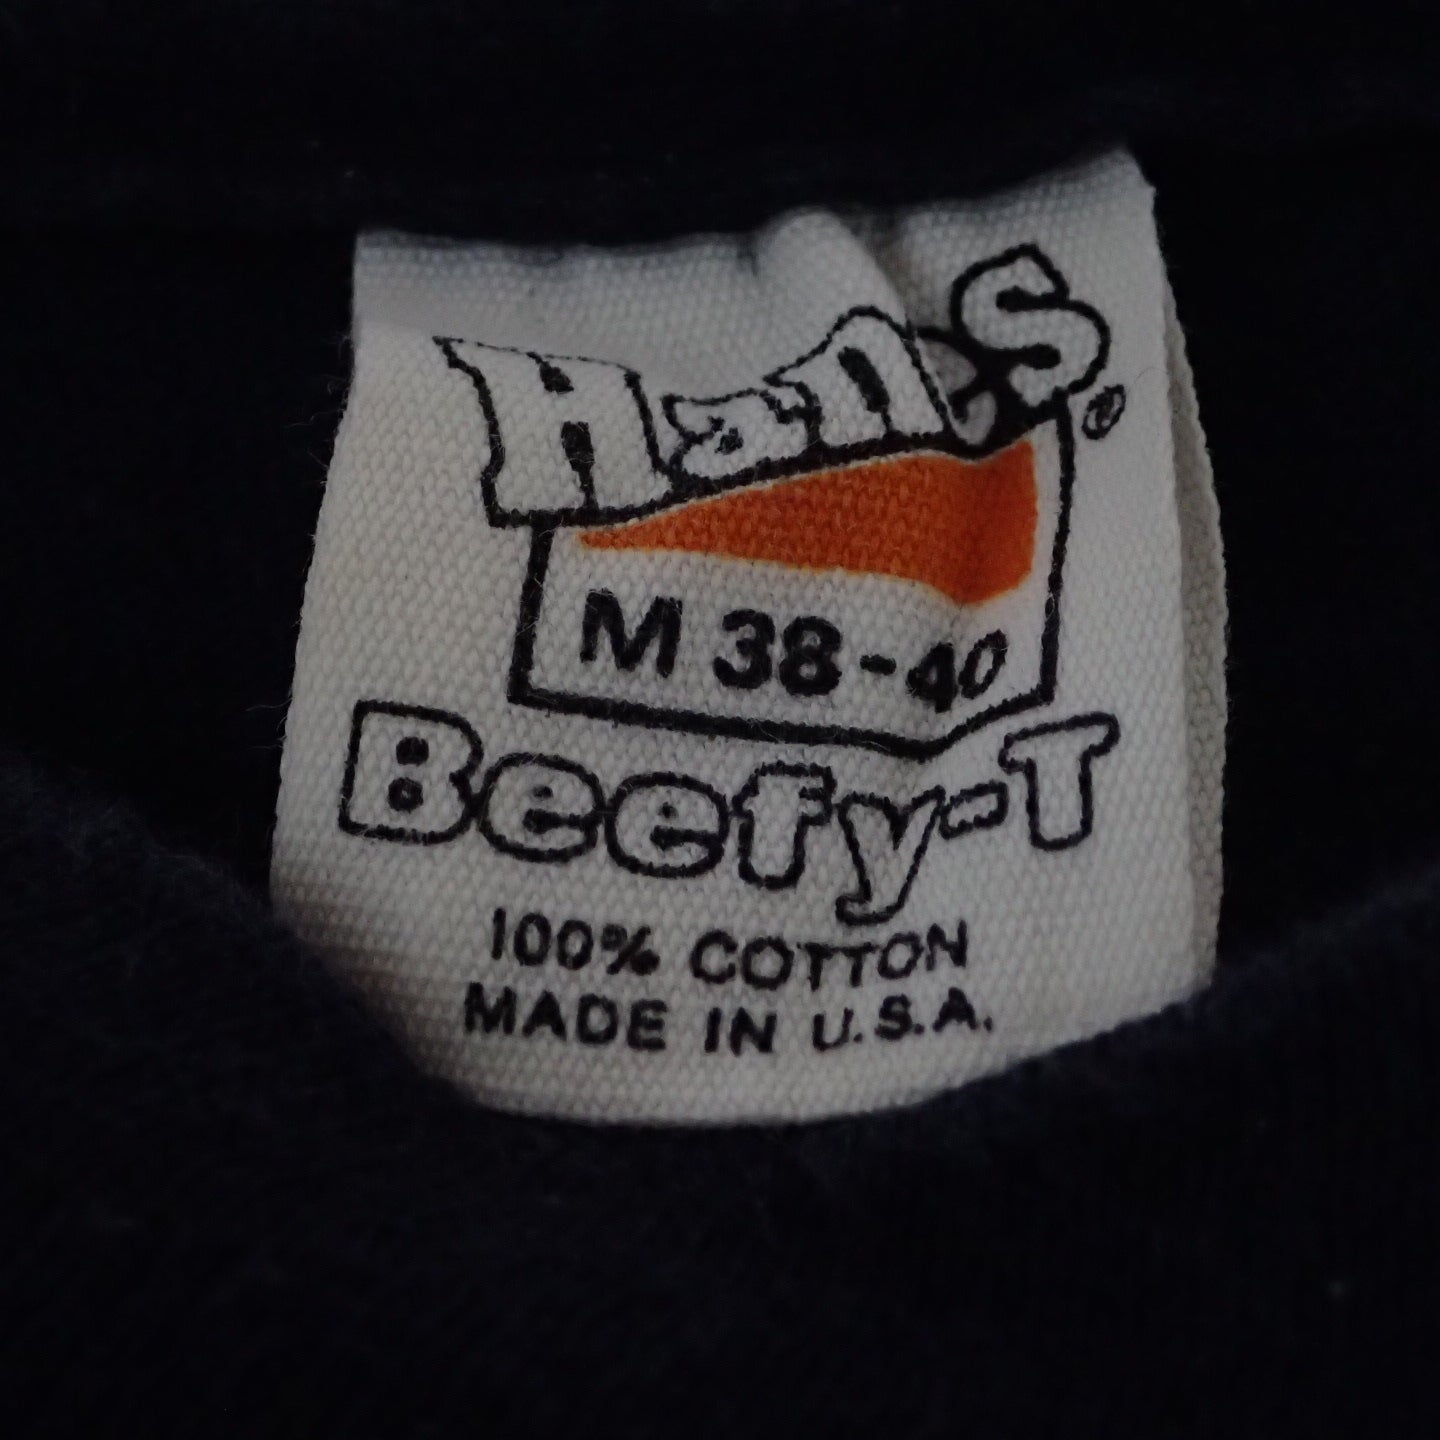 Hanes®
M 38-40
Beefy-T
100% COTTON
MADE IN U.S.A.